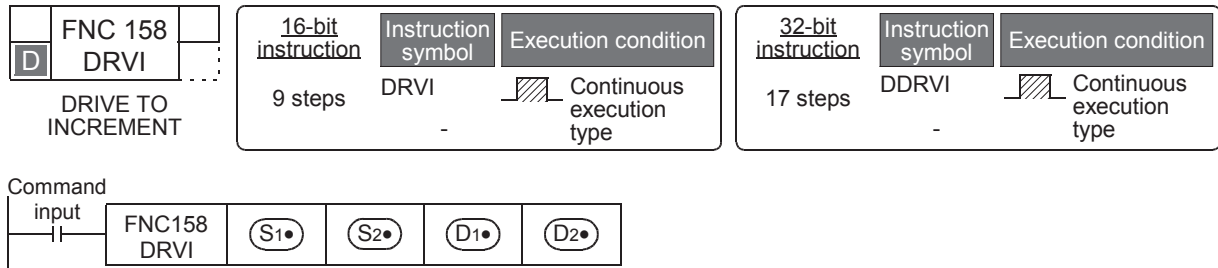 FNC 158
D DRVI
DRIVE TO
INCREMENT
16-bit
instruction
Instruction
symbol
Execution condition
9 steps
DRVI
Continuous
execution
type
-
32-bit
instruction
Instruction
symbol
Execution condition
17 steps
DDRVI
Continuous
execution
type
-
Command
input
FNC158
DRVI
S1•
S2•
D1•
D2•